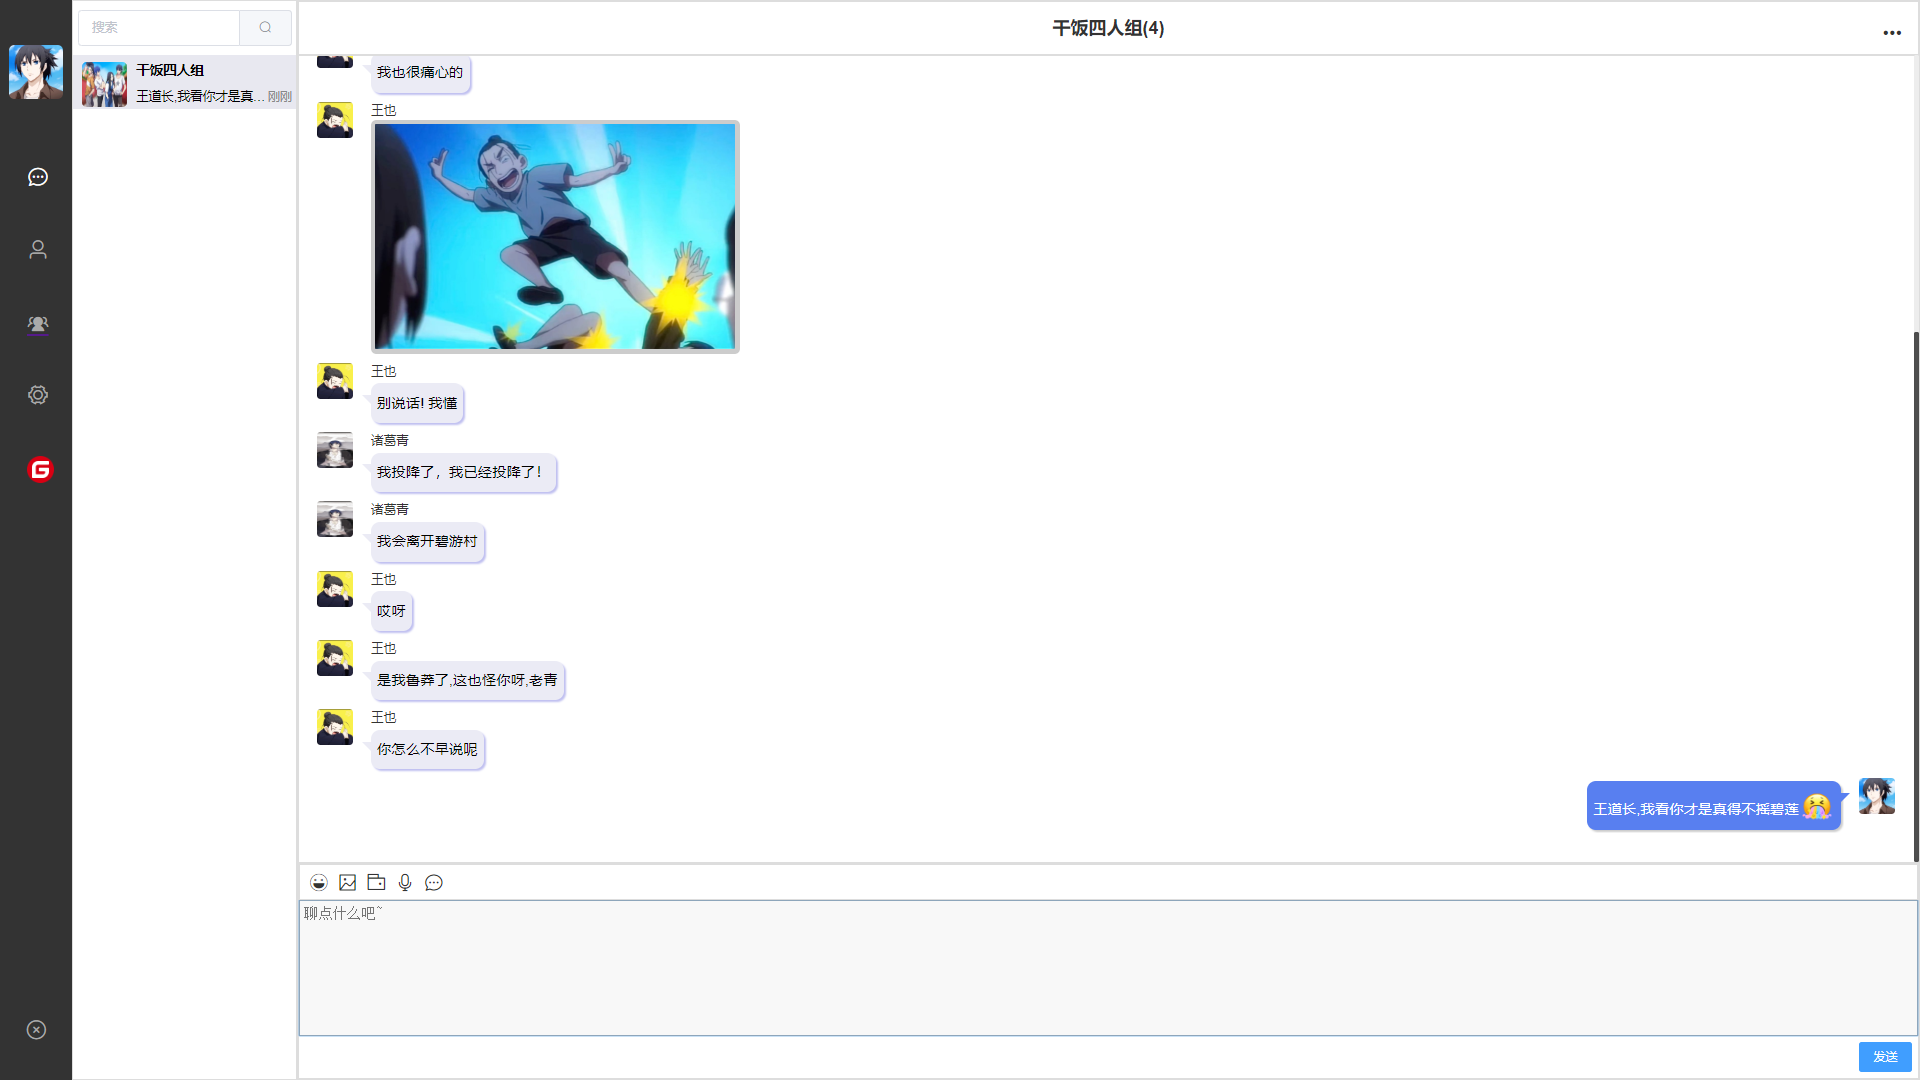 搜索
干饭四人组
王道长,我看你才是真... 刚刚
干饭四人组(4)
我也很痛心的
王也
王也
别说话! 我懂
诸葛青
我投降了，我已经投降了!
诸葛青
我会离开碧游村
王也
哎呀
王也
是我鲁莽了,这也怪你呀,老青
王也
你怎么不早说呢
王道长,我看你才是真得不摇碧莲
聊点什么吧~
发送